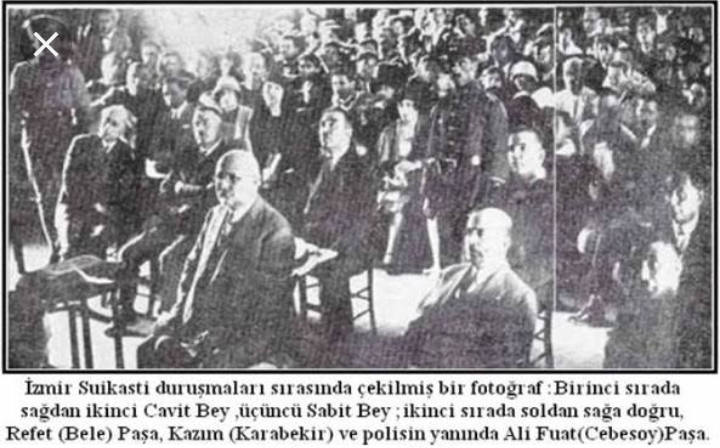 İzmir Suikasti duruşmaları sırasında çekilmiş bir fotoğraf :Birinci sırada
sağdan ikinci Cavit Bey ,üçüncü Sabit Bey ; ikinci sırada soldan sağa doğru,
Refet (Bele) Paşa, Kazım (Karabekir) ve polisin yanında Ali Fuat(Cebesoy)Paşa.